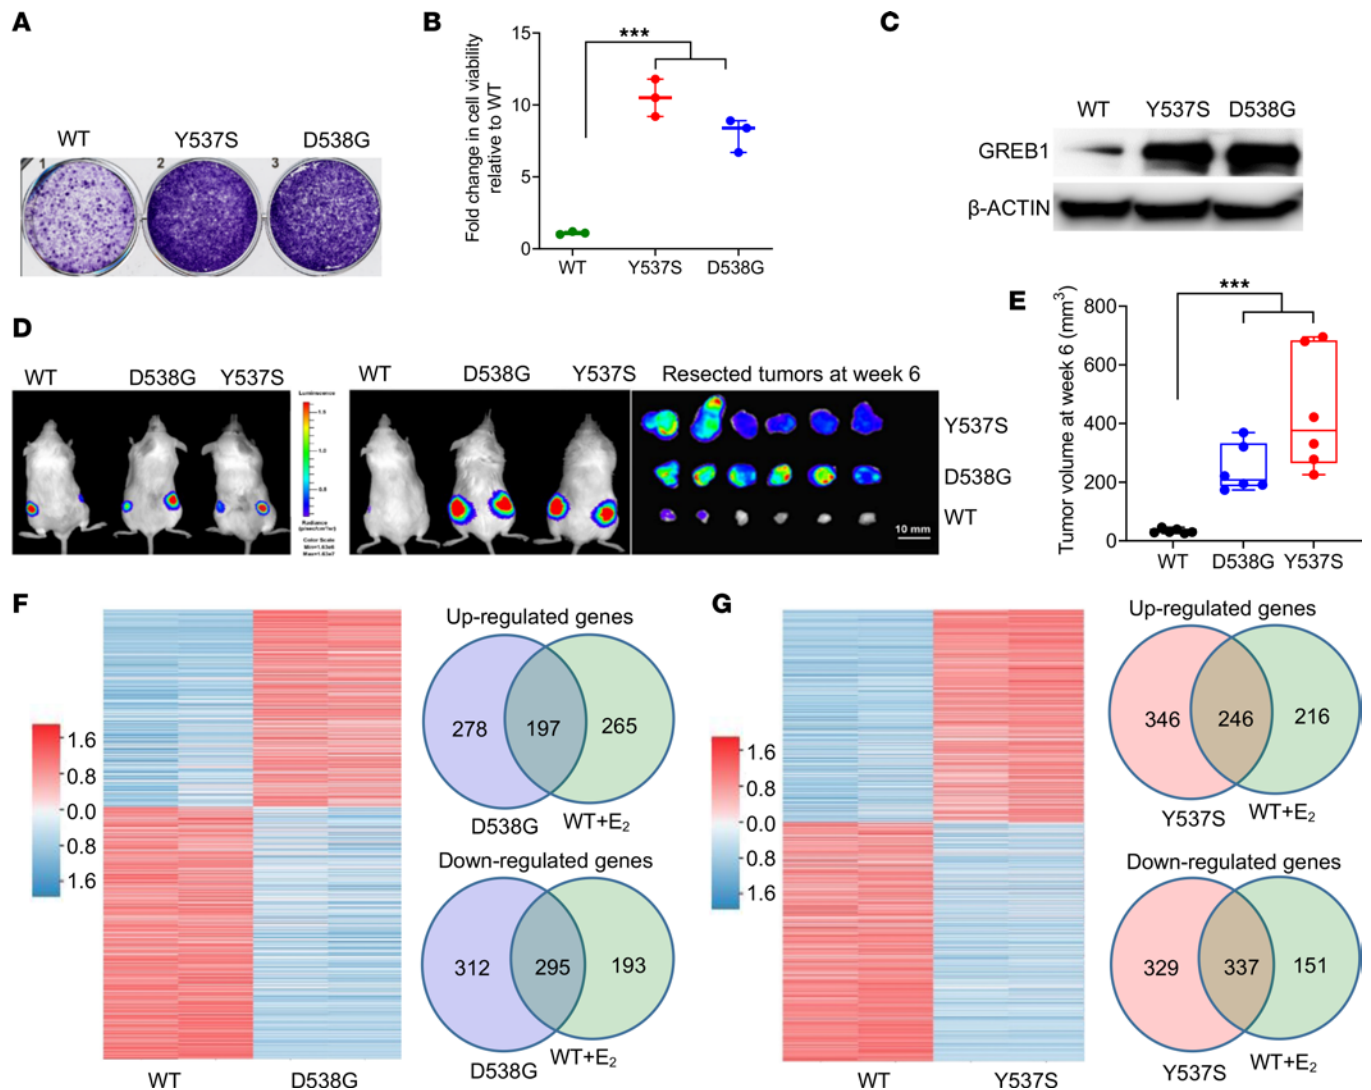 A
WT
Y537S
D538G
1
2
3
B
Fold change in cell viability
relative to WT
15
10
5
0
***
WT
Y537S
D538G
C
WT
Y537S
D538G
GREB1
β-ACTIN
D
WT
D538G
Y537S
Luminescence
Radiance
Color Scale
WT
D538G
Y537S
Resected tumors at week 6
Y537S
D538G
WT
10 mm
E
Tumor volume at week 6 (mm³)
800
600
400
200
0
***
WT
D538G
Y537S
F
1.6
0.8
0.0
0.8
1.6
WT
D538G
Up-regulated genes
278
197
265
D538G
WT+E₂
Down-regulated genes
312
295
193
D538G
WT+E₂
G
1.6
0.8
0.0
0.8
1.6
WT
Y537S
Up-regulated genes
346
246
216
Y537S
WT+E₂
Down-regulated genes
329
337
151
Y537S
WT+E₂